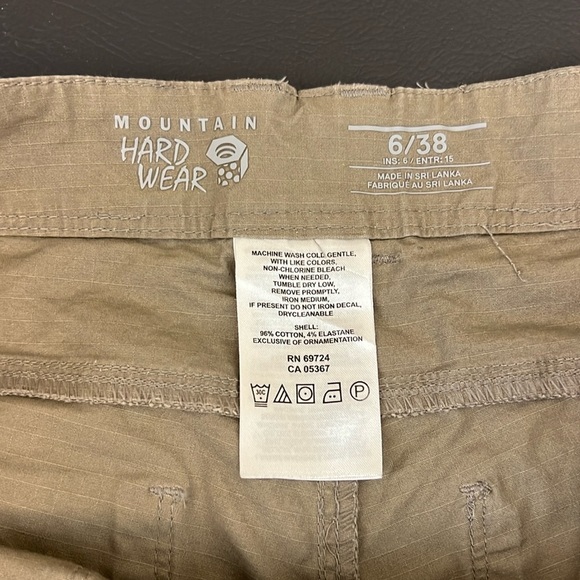 MOUNTAIN
HARD
WEAR
6/38
INS: 6 / ENTR: 15
MADE IN SRI LANKA
FABRIQUE AU SRI LANKA
MACHINE WASH COLD, GENTLE,
WITH LIKE COLORS,
NON-CHLORINE BLEACH
WHEN NEEDED,
TUMBLE DRY LOW,
REMOVE PROMPTLY,
IRON MEDIUM,
IF PRESENT DO NOT IRON DECAL,
DRYCLEANABLE
SHELL:
96% COTTON, 4% ELASTANE
EXCLUSIVE OF ORNAMENTATION
RN 69724
CA 05367
30C
P